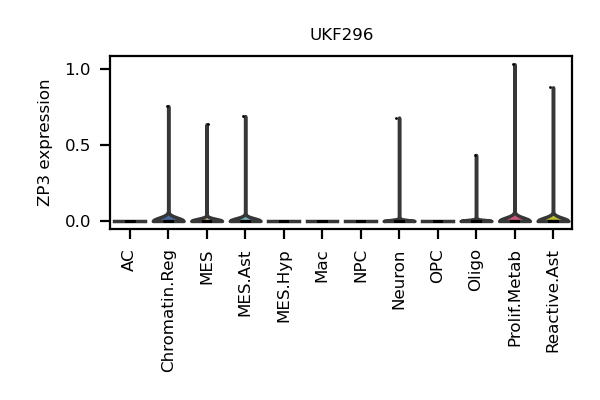 UKF296
ZP3 expression
1.0
0.5
0.0
AC
Chromatin.Reg
MES
MES.Ast
MES.Hyp
Mac
NPC
Neuron
OPC
Oligo
Prolif.Metab
Reactive.Ast